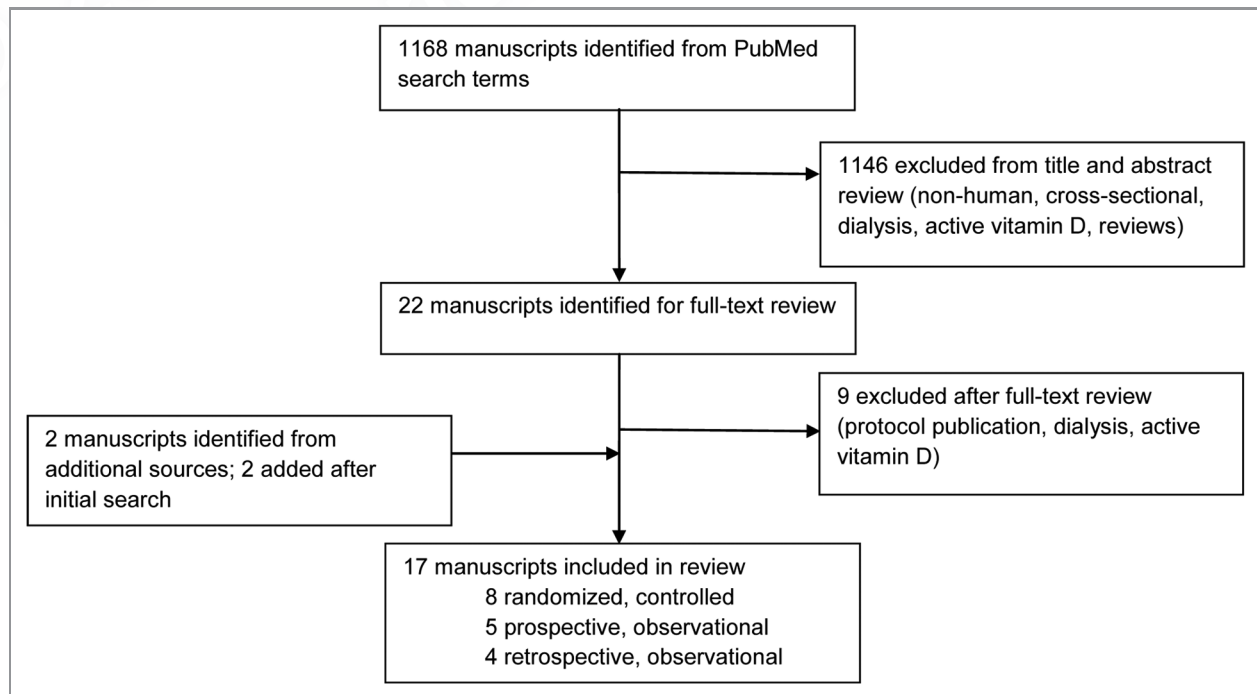 1168 manuscripts identified from PubMed
search terms
1146 excluded from title and abstract
review (non-human, cross-sectional,
dialysis, active vitamin D, reviews)
22 manuscripts identified for full-text review
9 excluded after full-text review
(protocol publication, dialysis, active
vitamin D)
2 manuscripts identified from
additional sources; 2 added after
initial search
17 manuscripts included in review
8 randomized, controlled
5 prospective, observational
4 retrospective, observational